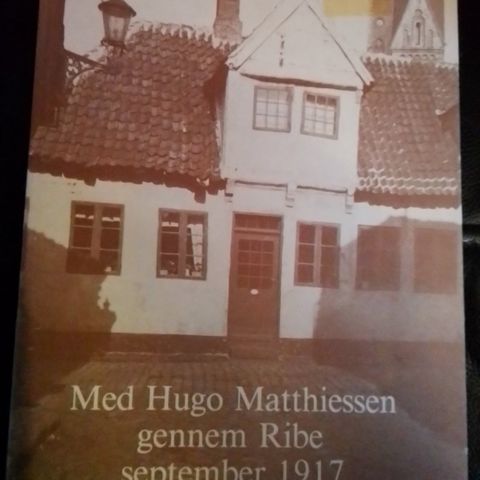 Med Hugo Matthiessen
gennem Ribe
september 1917